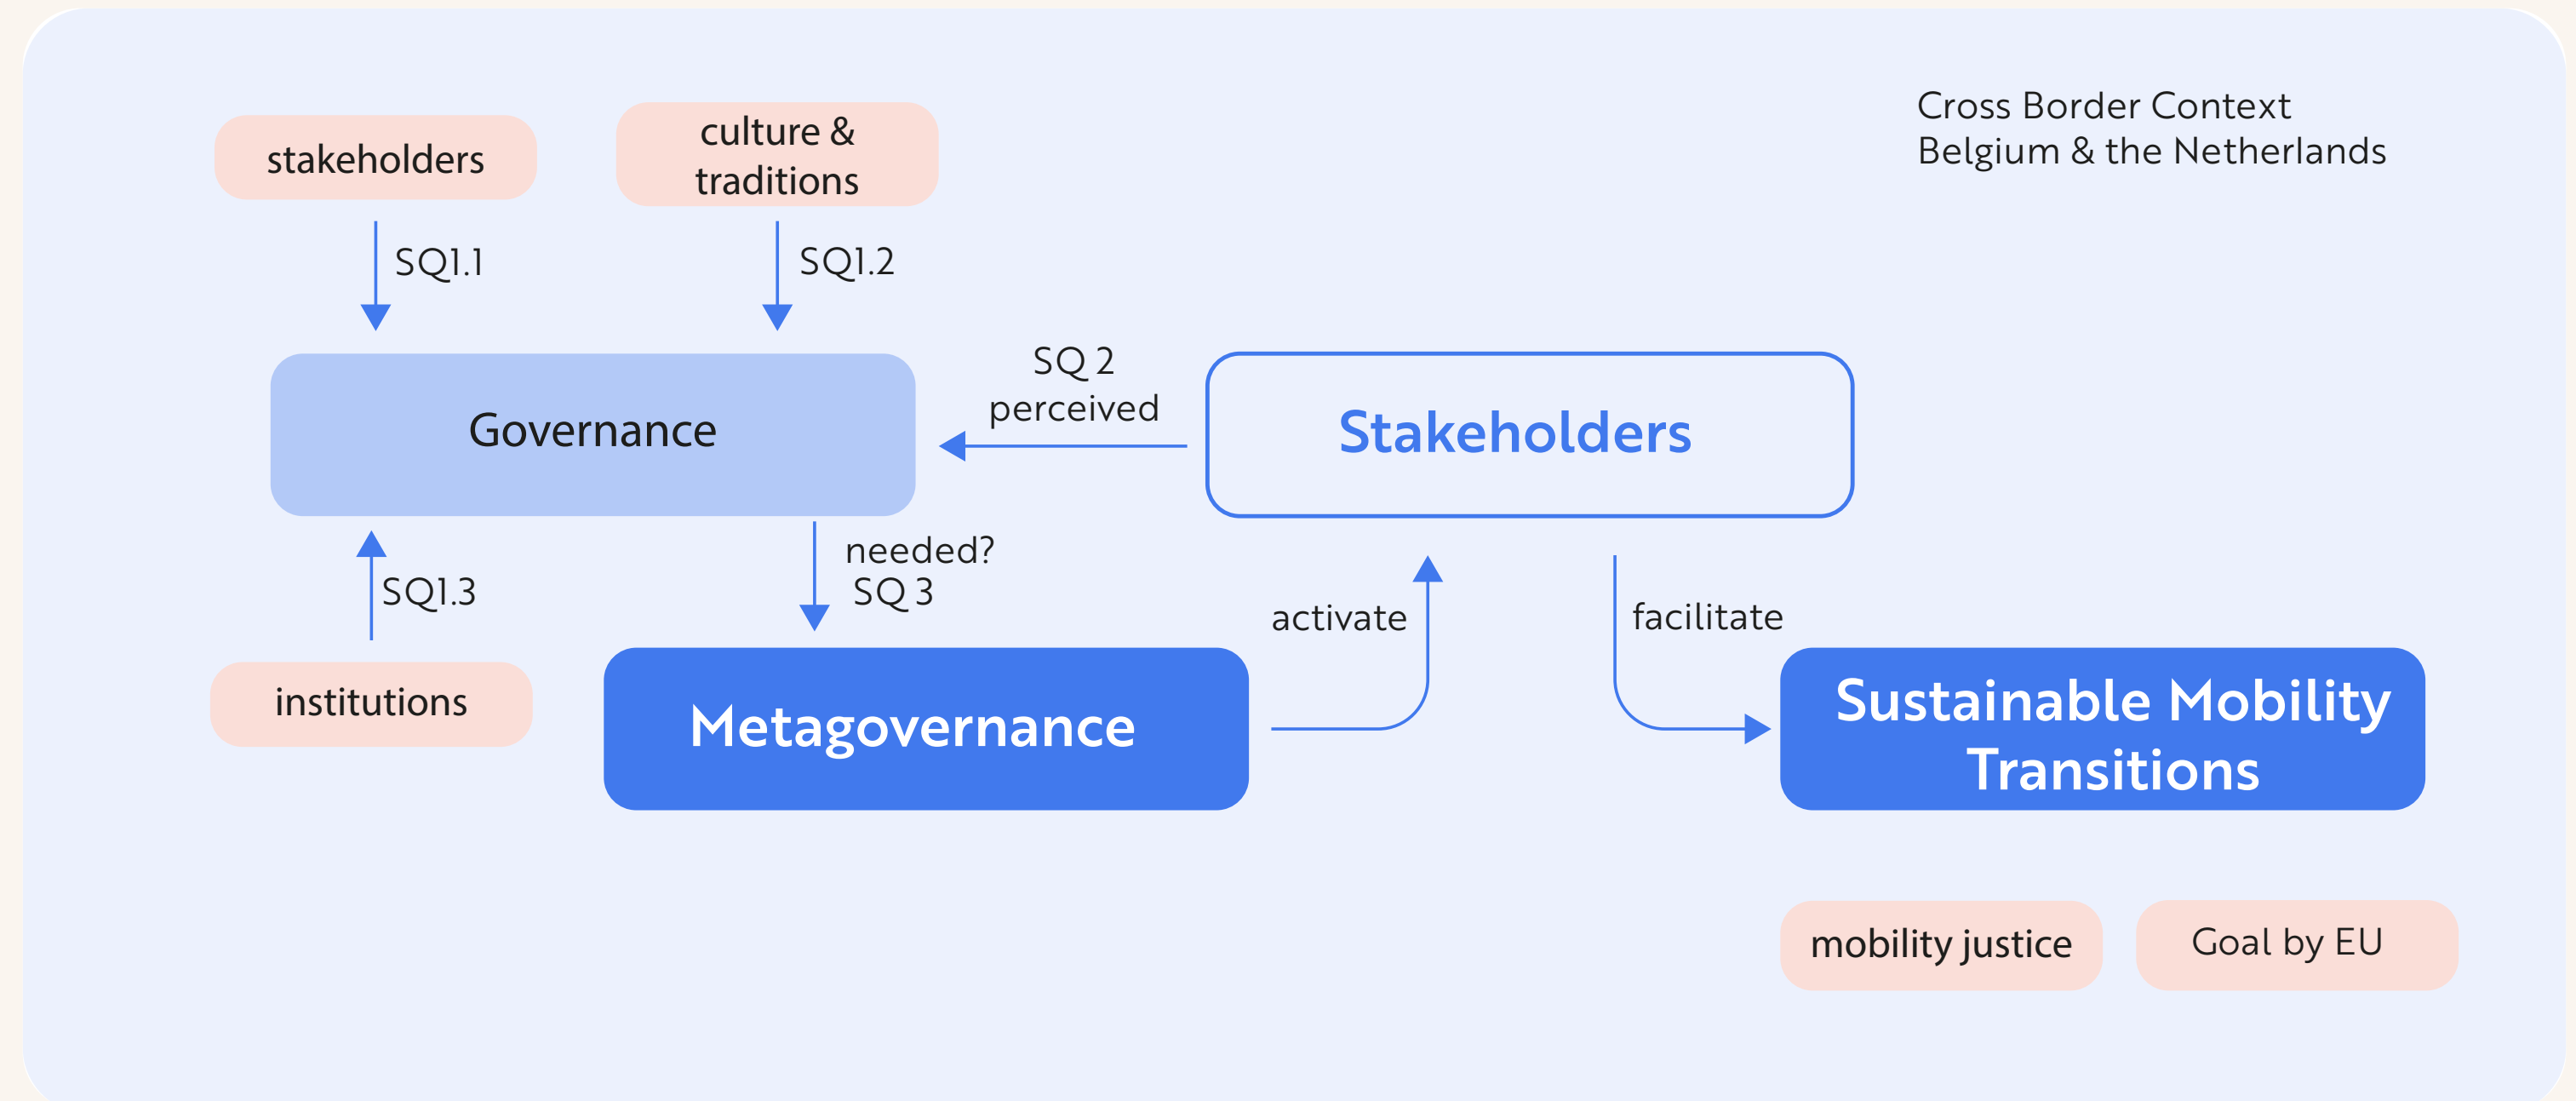 Cross Border Context
Belgium & the Netherlands
stakeholders
culture &
traditions
SQ1.1
SQ1.2
Governance
SQ 2
perceived
Stakeholders
needed?
SQ 3
SQ1.3
institutions
Metagovernance
activate
facilitate
Sustainable Mobility
Transitions
mobility justice
Goal by EU